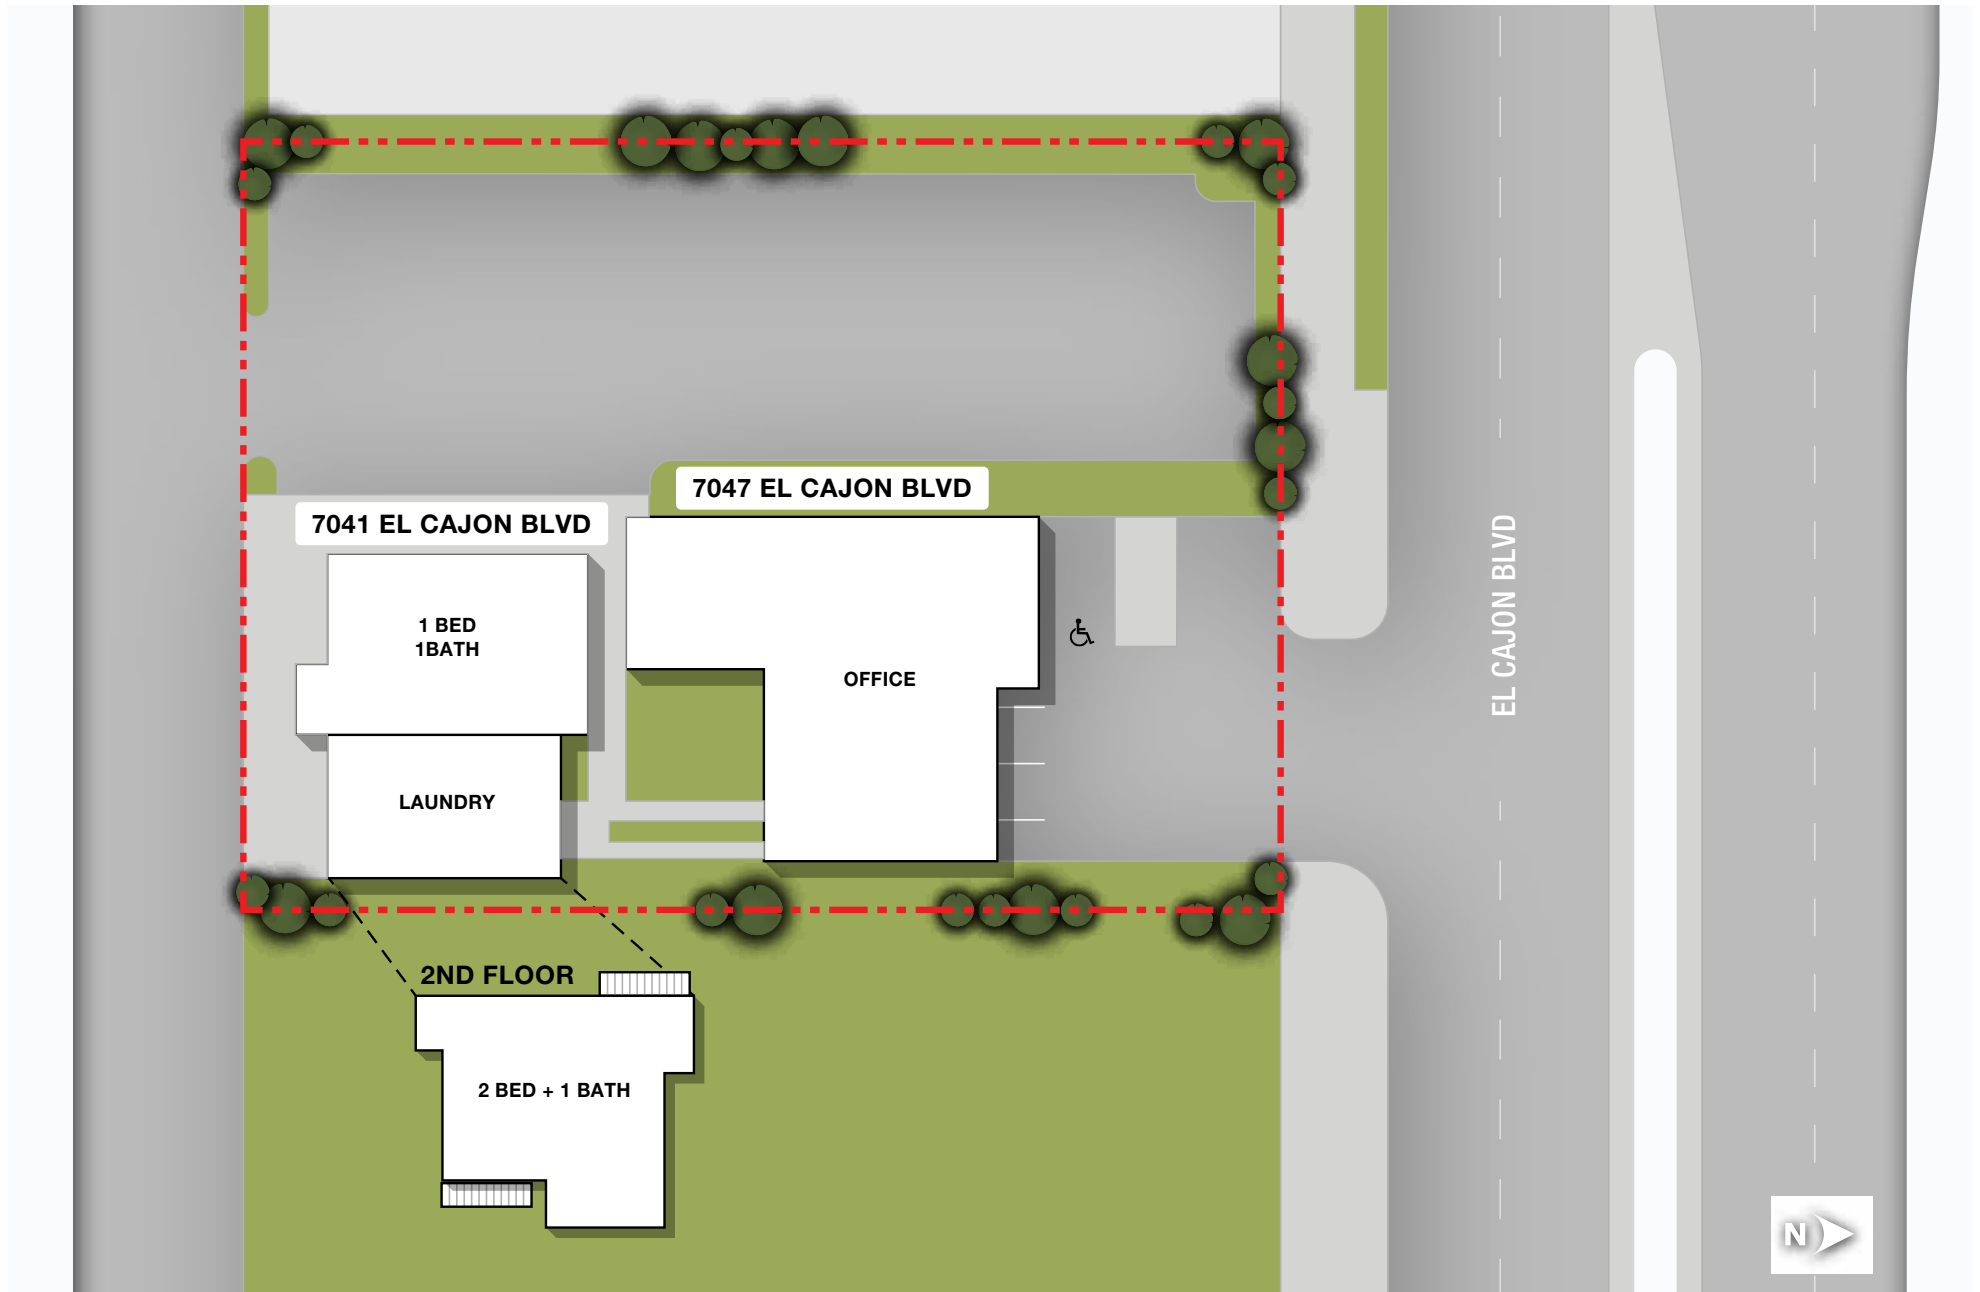 7047 EL CAJON BLVD
7041 EL CAJON BLVD
1 BED
1BATH
OFFICE
LAUNDRY
EL CAJON BLVD
2ND FLOOR
2 BED + 1 BATH
N